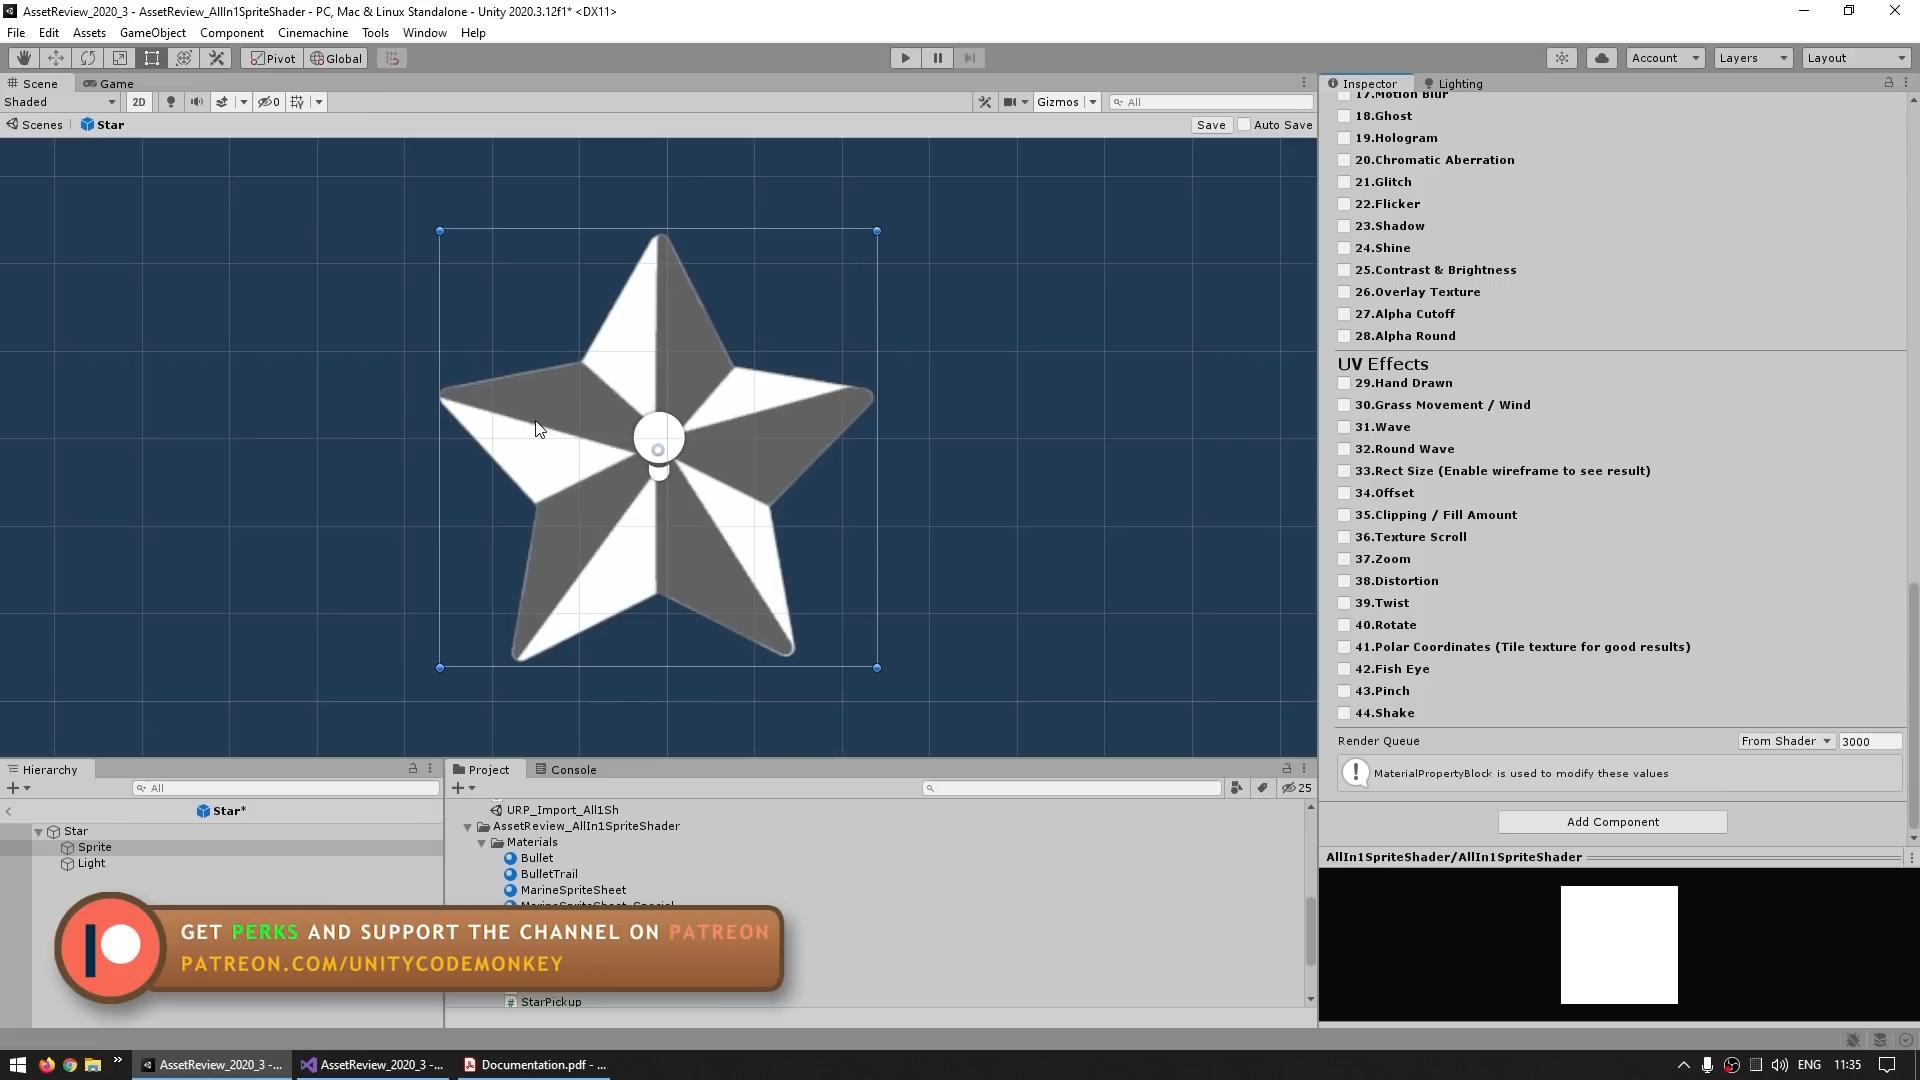 AssetReview_2020_3 - AssetReview_AllIn1SpriteShader - PC, Mac & Linux Standalone - Unity 2020.3.12f1* <DX11>
File Edit Assets GameObject Component Cinemachine Tools Window Help
Pivot Global Account Layers Layout
Scene Game
Shaded 2D 0 Gizmos All
Scenes Star Save Auto Save
Inspector Lighting
17.Motion Blur
18.Ghost
19.Hologram
20.Chromatic Aberration
21.Glitch
22.Flicker
23.Shadow
24.Shine
25.Contrast & Brightness
26.Overlay Texture
27.Alpha Cutoff
28.Alpha Round
UV Effects
29.Hand Drawn
30.Grass Movement / Wind
31.Wave
32.Round Wave
33.Rect Size (Enable wireframe to see result)
34.Offset
35.Clipping / Fill Amount
36.Texture Scroll
37.Zoom
38.Distortion
39.Twist
40.Rotate
41.Polar Coordinates (Tile texture for good results)
42.Fish Eye
43.Pinch
44.Shake
Render Queue From Shader 3000
MaterialPropertyBlock is used to modify these values
Add Component
AllIn1SpriteShader/AllIn1SpriteShader
Hierarchy
All
Star*
Star
Sprite
Light
Project Console
25
URP_Import_All1Sh
AssetReview_AllIn1SpriteShader
Materials
Bullet
BulletTrail
MarineSpriteSheet
MarineSpriteSheet_Special
StarPickup
GET PERKS AND SUPPORT THE CHANNEL ON PATREON
PATREON.COM/UNITYCODEMONKEY
AssetReview_2020_3 -... AssetReview_2020_3 -... Documentation.pdf - ... ENG 11:35